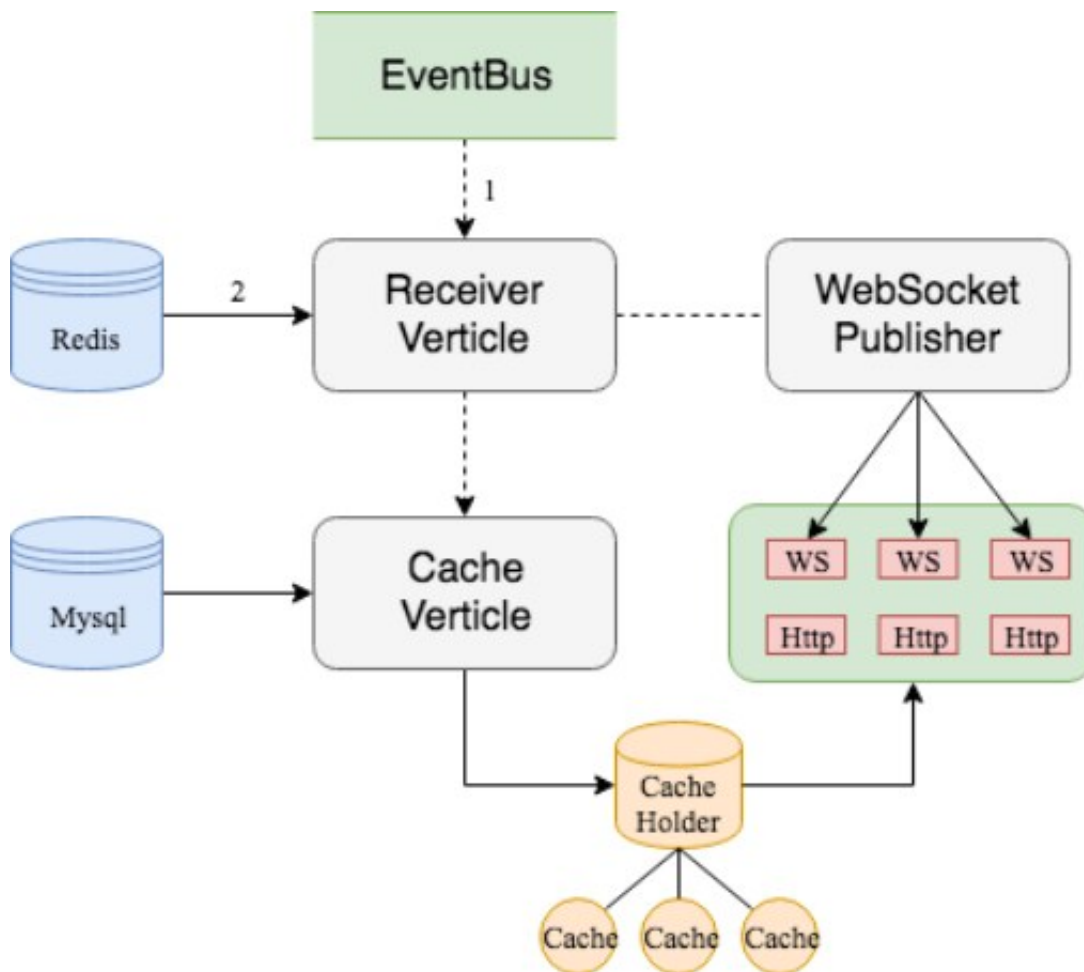 EventBus
1
Redis
2
Receiver
Verticle
WebSocket
Publisher
Mysql
Cache
Verticle
WS WS WS
Http Http Http
Cache
Holder
Cache Cache Cache